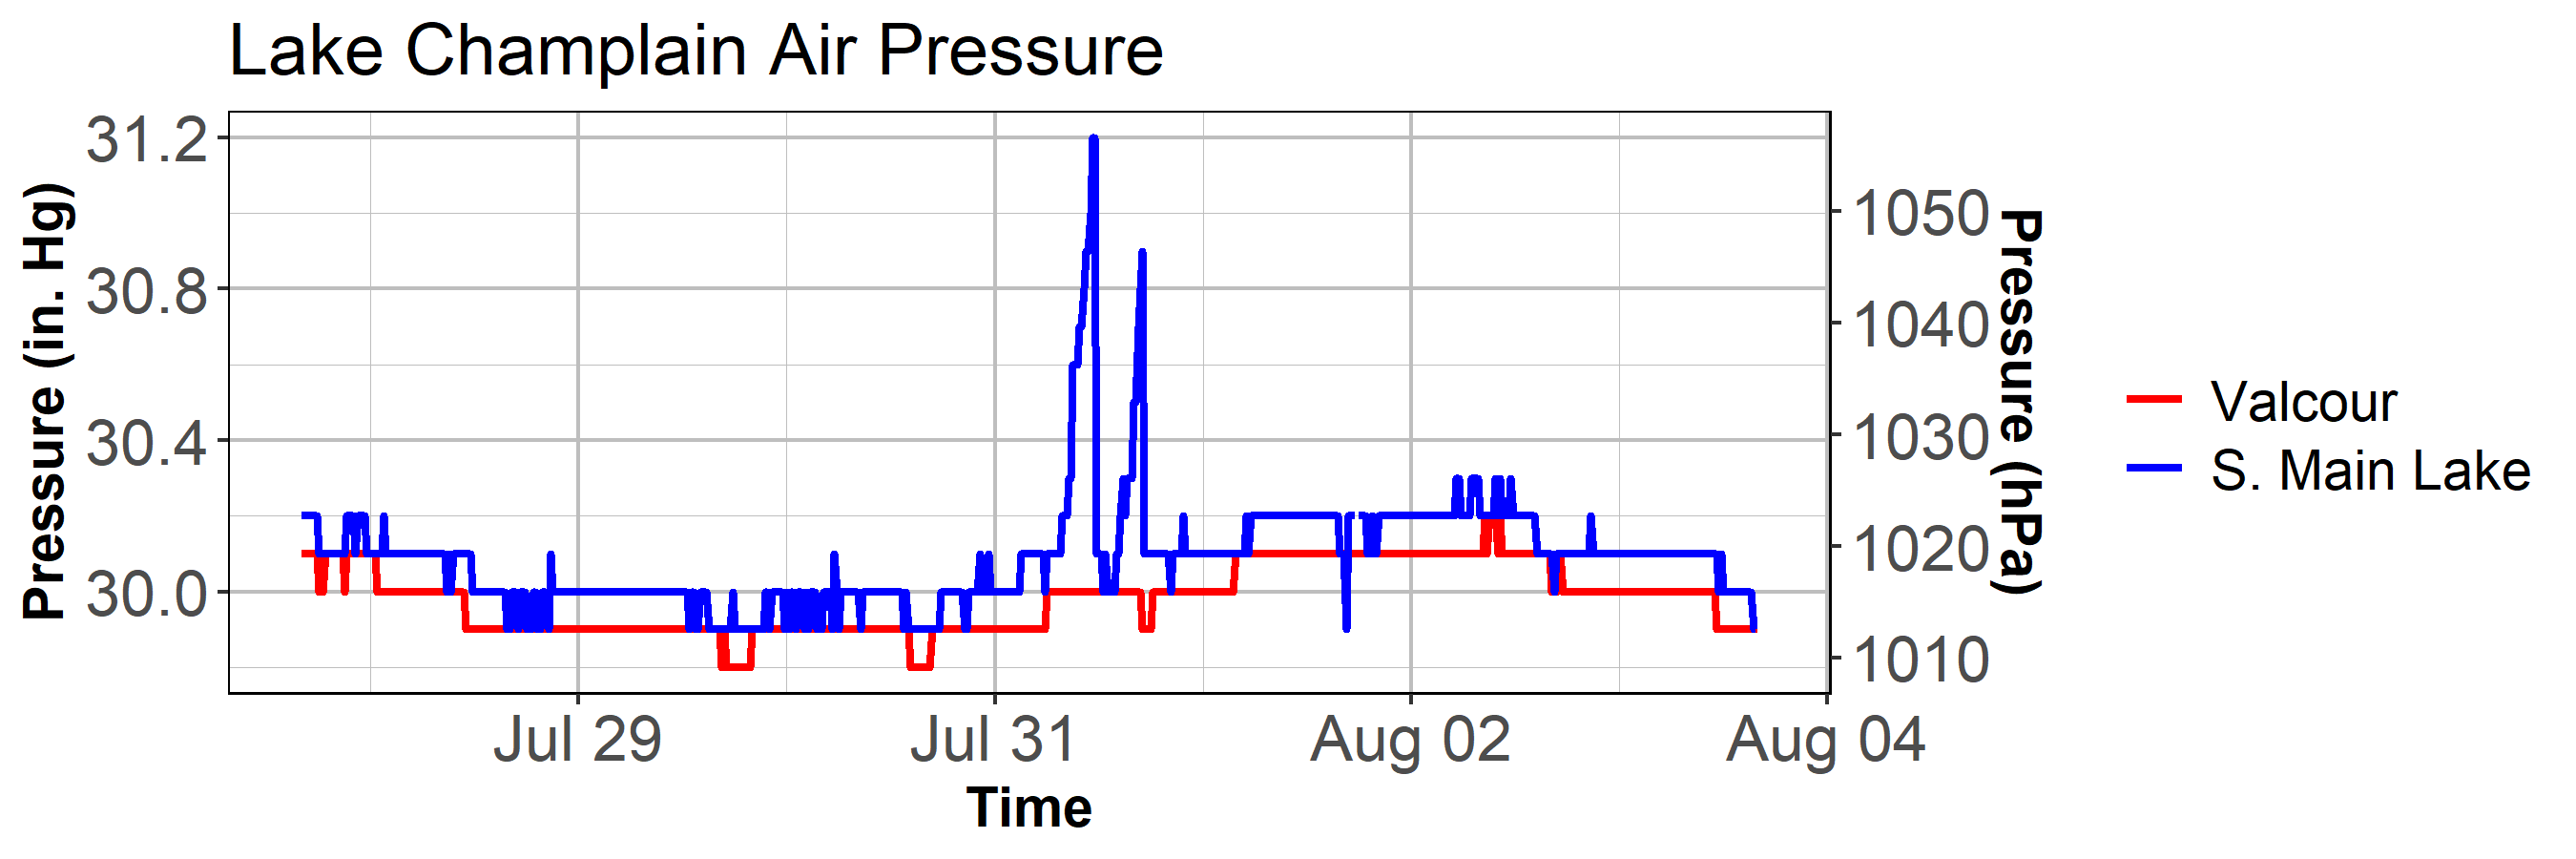 Lake Champlain Air Pressure
Pressure (in. Hg)
31.2
30.8
30.4
30.0
1050
1040
1030
1020
1010
Pressure (hPa)
Valcour
S. Main Lake
Jul 29
Jul 31
Aug 02
Aug 04
Time